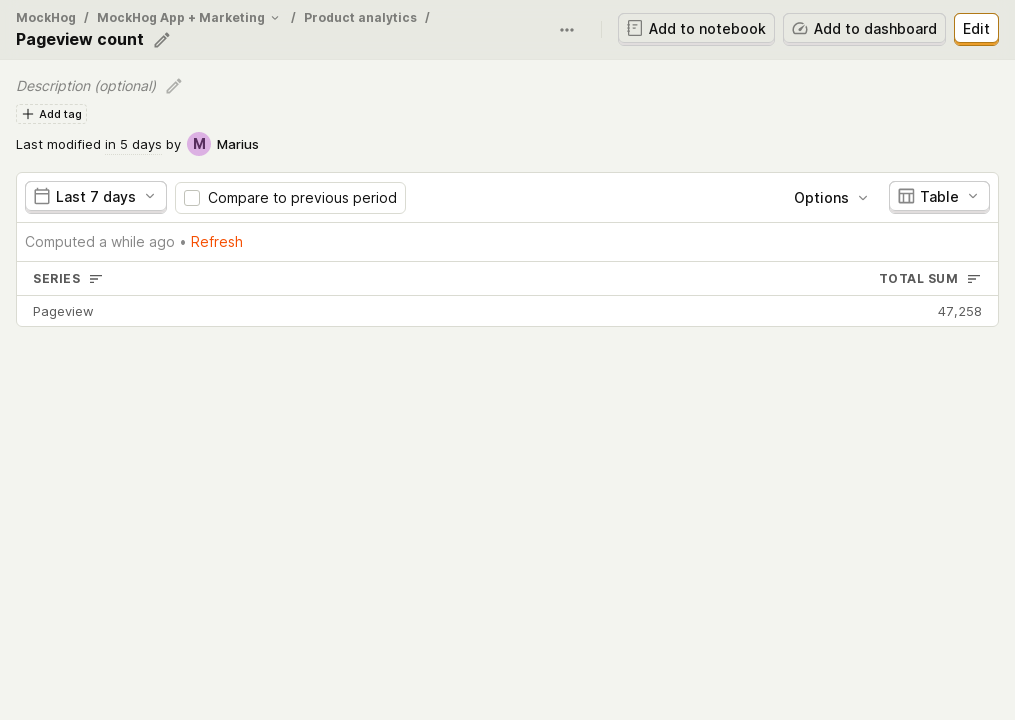 MockHog / MockHog App + Marketing / Product analytics /
Pageview count
Add to notebook
Add to dashboard
Edit
Description (optional)
Add tag
Last modified in 5 days by M Marius
Last 7 days
Compare to previous period
Options
Table
Computed a while ago • Refresh
SERIES TOTAL SUM
Pageview 47,258